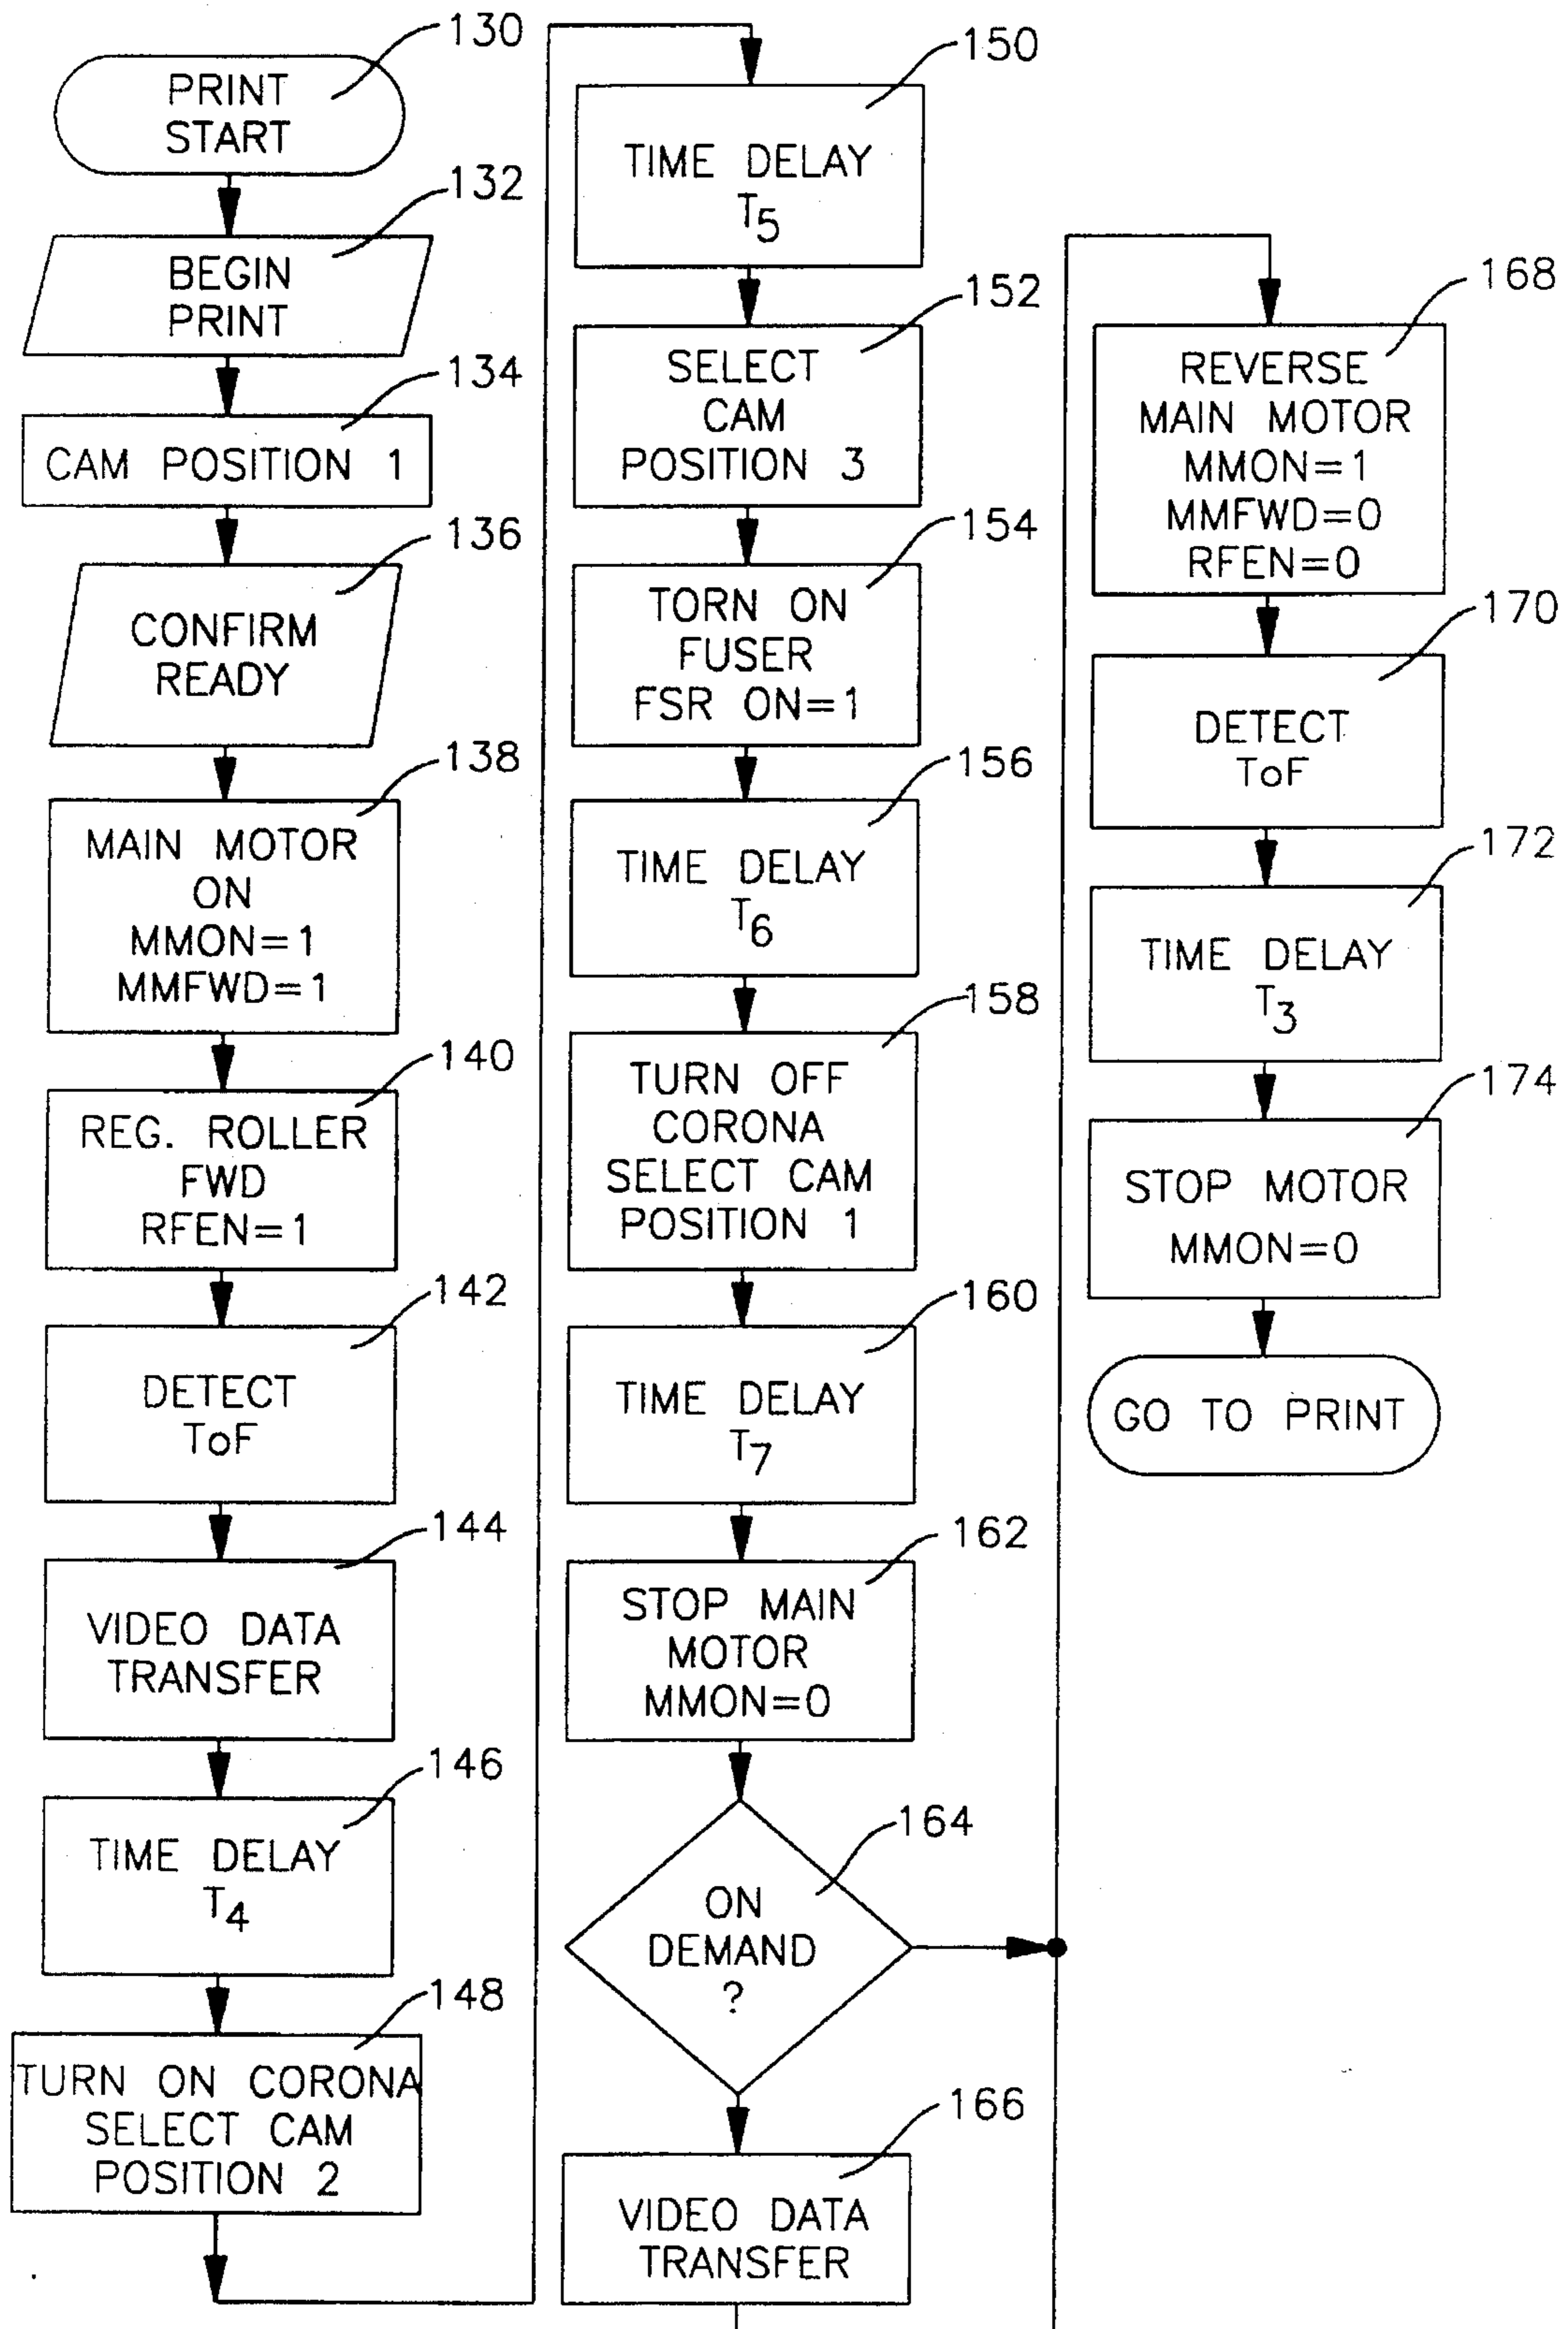 130
PRINT
START
132
BEGIN
PRINT
134
CAM POSITION 1
136
CONFIRM
READY
138
MAIN MOTOR
ON
MMON=1
MMFWD=1
140
REG. ROLLER
FWD
RFEN=1
142
DETECT
ToF
144
VIDEO DATA
TRANSFER
146
TIME DELAY
T4
148
TURN ON CORONA
SELECT CAM
POSITION 2
150
TIME DELAY
T5
152
SELECT
CAM
POSITION 3
154
TORN ON
FUSER
FSR ON=1
156
TIME DELAY
T6
158
TURN OFF
CORONA
SELECT CAM
POSITION 1
160
TIME DELAY
T7
162
STOP MAIN
MOTOR
MMON=0
164
ON
DEMAND
?
166
VIDEO DATA
TRANSFER
168
REVERSE
MAIN MOTOR
MMON=1
MMFWD=0
RFEN=0
170
DETECT
ToF
172
TIME DELAY
T3
174
STOP MOTOR
MMON=0
GO TO PRINT